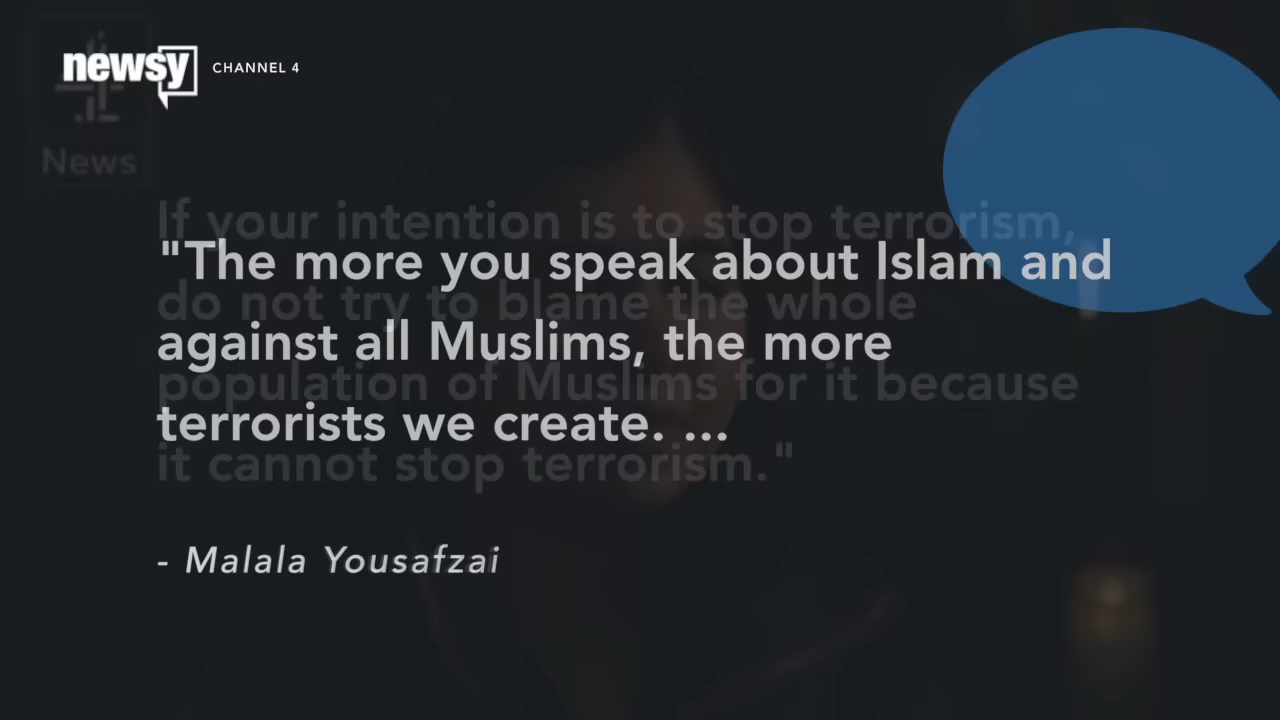 newsy CHANNEL 4
News
"The more you speak about Islam and
against all Muslims, the more
terrorists we create. ...
If your intention is to stop terrorism,
do not try to blame the whole
population of Muslims for it because
it cannot stop terrorism."
- Malala Yousafzai